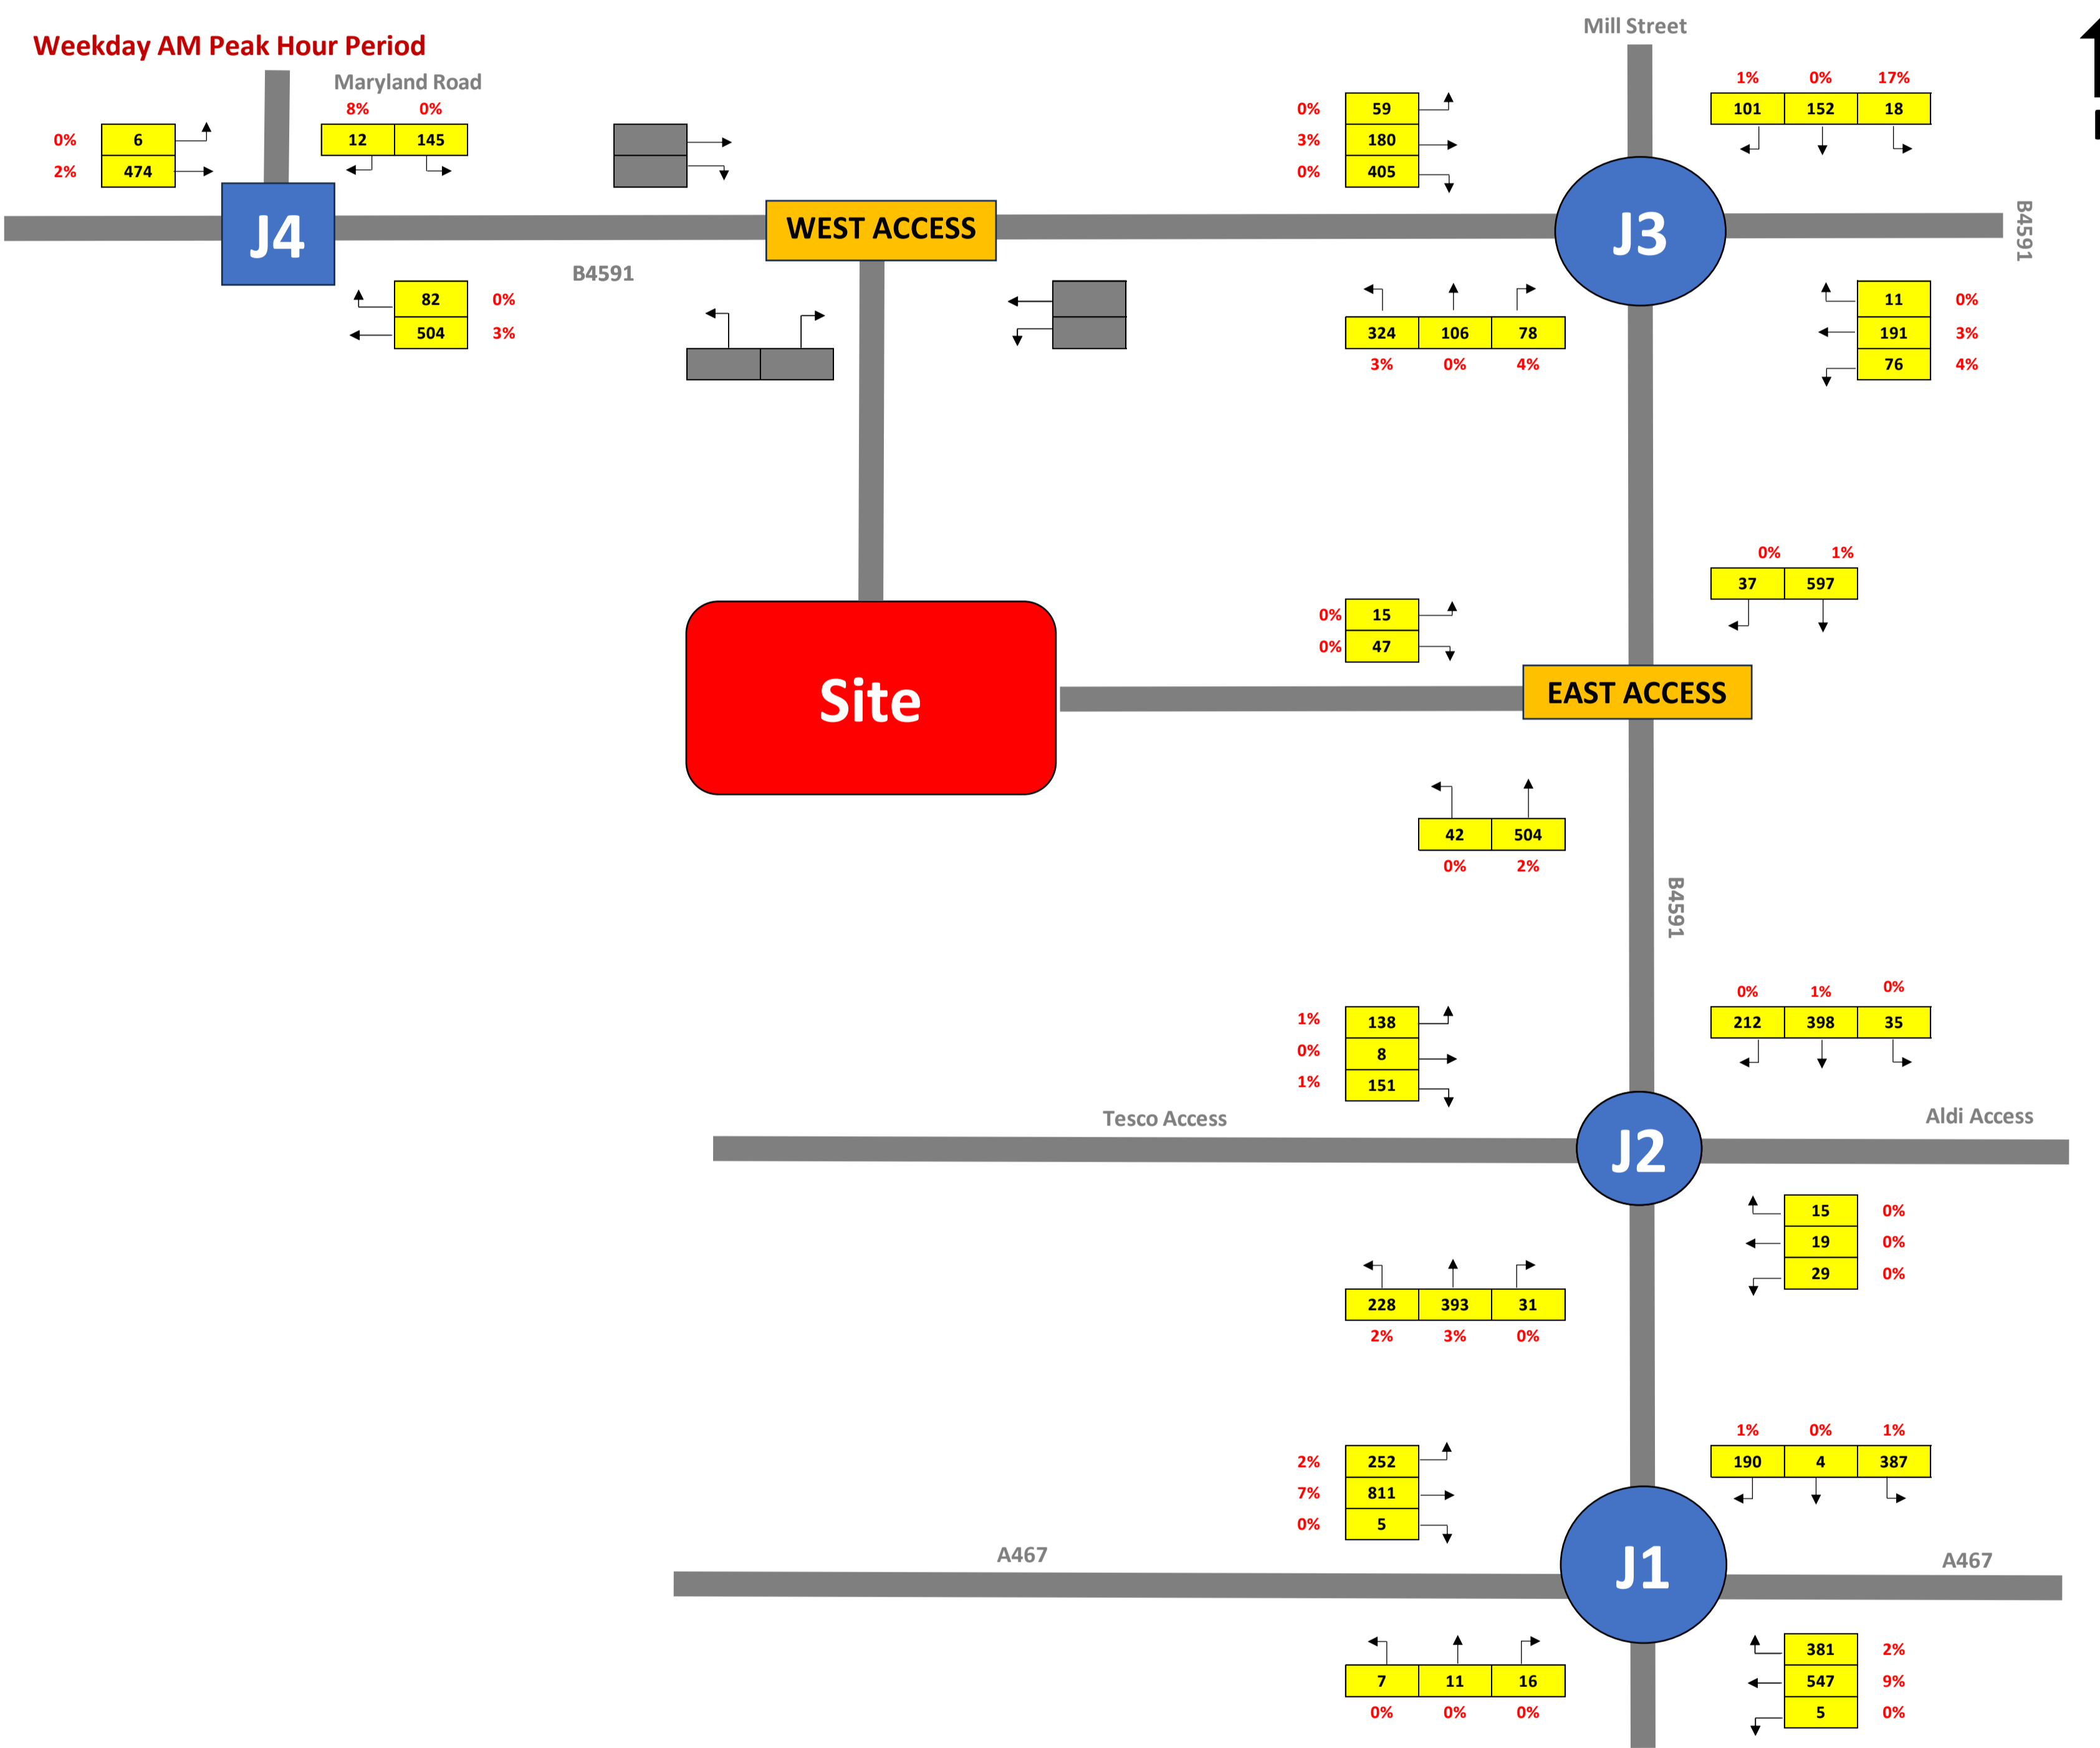 Mill Street
Weekday AM Peak Hour Period
Maryland Road
8% 0%
0% 6
12 145
2% 474
1% 0% 17%
0% 59
101 152 18
3% 180
0% 405
J4
WEST ACCESS
J3
B4591
B4591
82 0%
504 3%
324 106 78
3% 0% 4%
11 0%
191 3%
76 4%
0% 1%
37 597
0% 15
0% 47
Site
EAST ACCESS
42 504
0% 2%
B4591
0% 1% 0%
212 398 35
1% 138
0% 8
1% 151
Tesco Access
Aldi Access
J2
15 0%
19 0%
29 0%
228 393 31
2% 3% 0%
1% 0% 1%
190 4 387
2% 252
7% 811
0% 5
A467
A467
J1
381 2%
547 9%
5 0%
7 11 16
0% 0% 0%